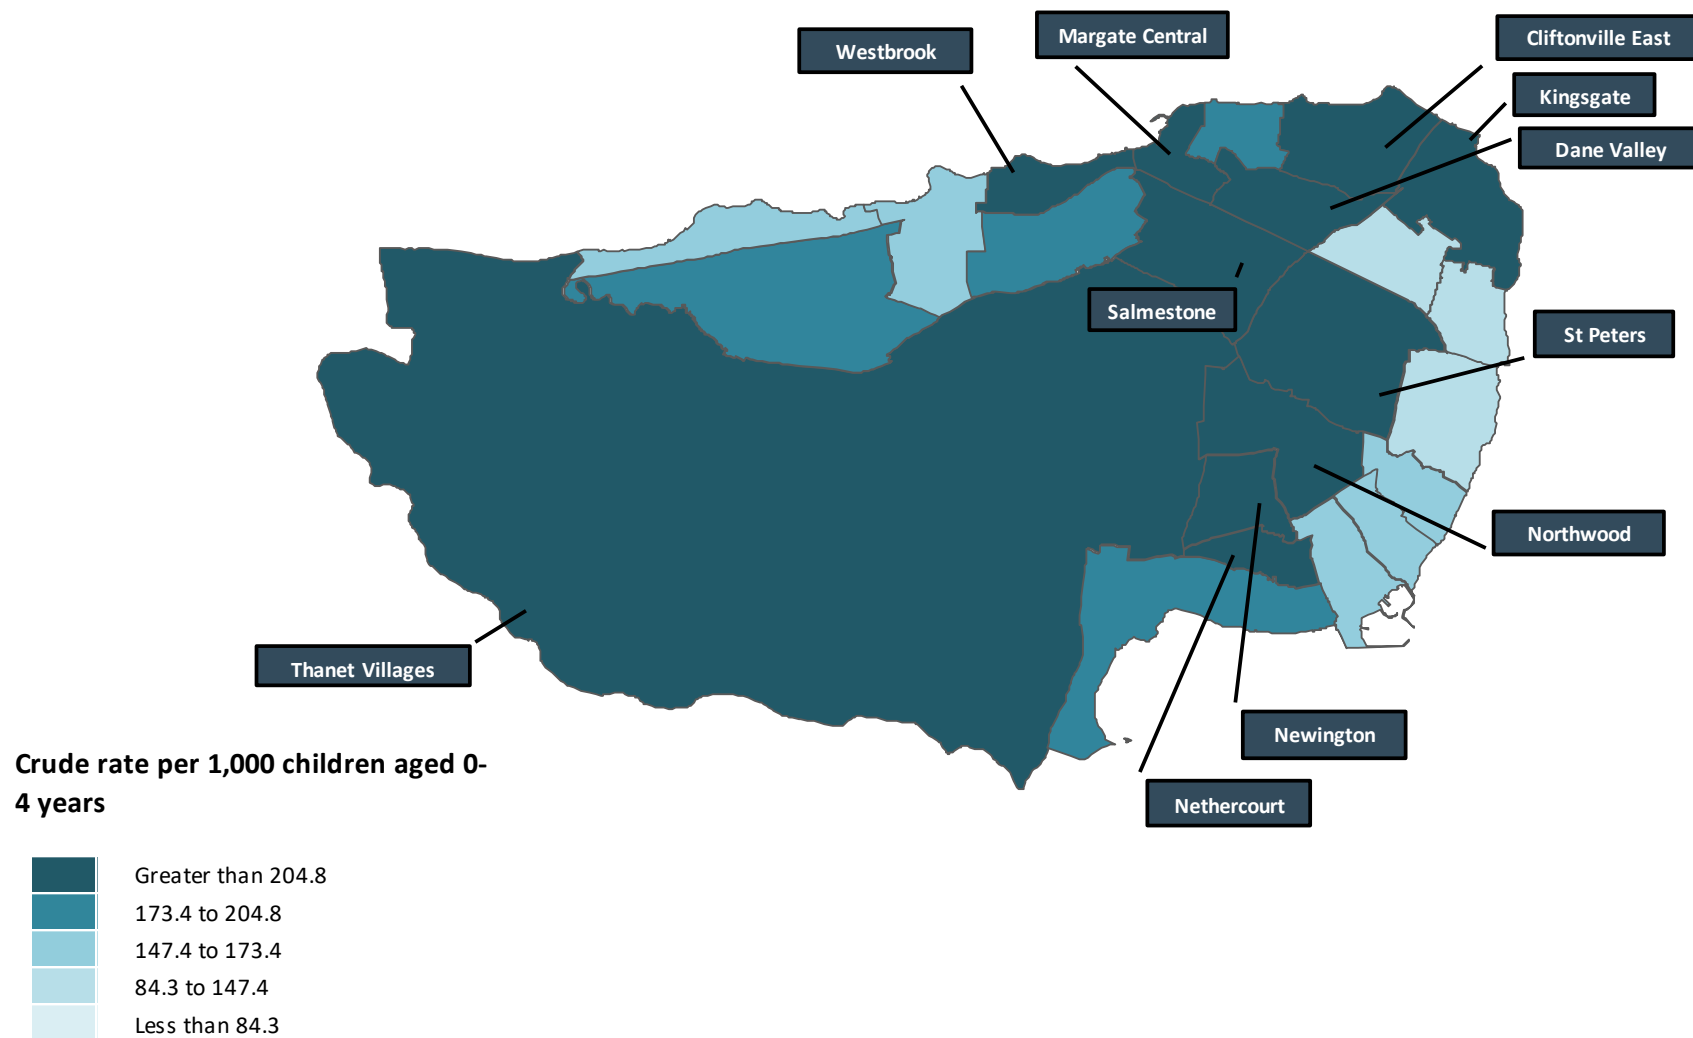 Westbrook
Margate Central
Cliftonville East
Kingsgate
Dane Valley
Salmestone
St Peters
Northwood
Thanet Villages
Newington
Nethercourt
Crude rate per 1,000 children aged 0-
4 years
Greater than 204.8
173.4 to 204.8
147.4 to 173.4
84.3 to 147.4
Less than 84.3